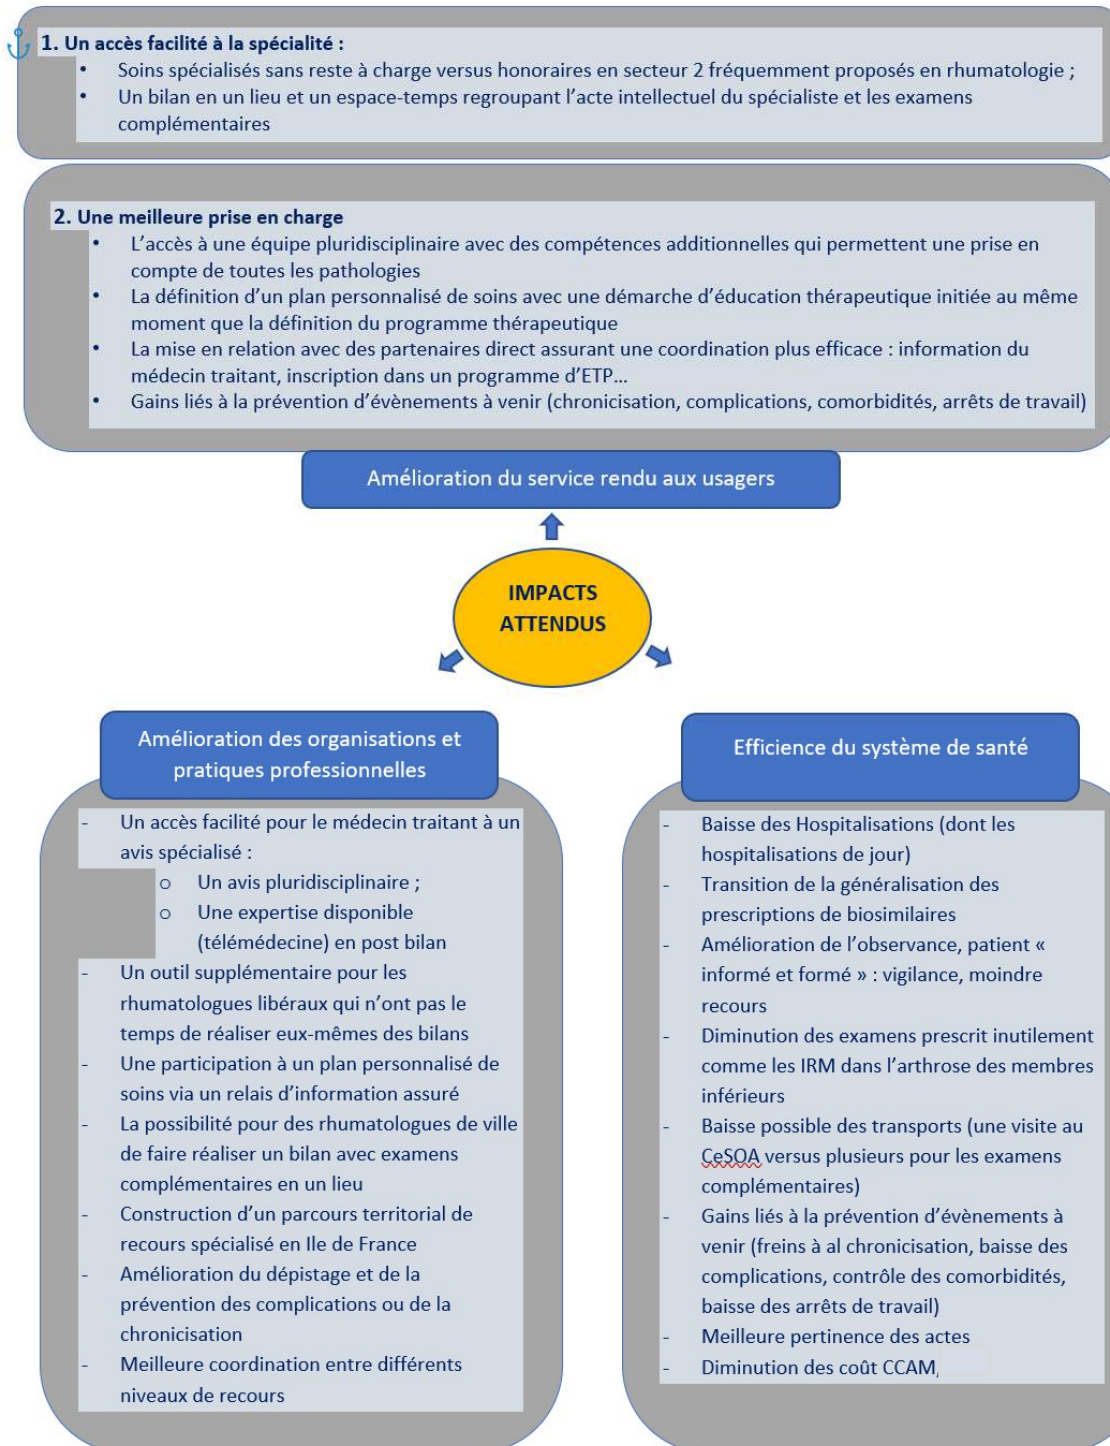 1. Un accès facilité à la spécialité :
• Soins spécialisés sans reste à charge versus honoraires en secteur 2 fréquemment proposés en rhumatologie ;
• Un bilan en un lieu et un espace-temps regroupant l’acte intellectuel du spécialiste et les examens
complémentaires
2. Une meilleure prise en charge
• L’accès à une équipe pluridisciplinaire avec des compétences additionnelles qui permettent une prise en
compte de toutes les pathologies
• La définition d’un plan personnalisé de soins avec une démarche d’éducation thérapeutique initiée au même
moment que la définition du programme thérapeutique
• La mise en relation avec des partenaires direct assurant une coordination plus efficace : information du
médecin traitant, inscription dans un programme d’ETP…
• Gains liés à la prévention d’évènements à venir (chronicisation, complications, comorbidités, arrêts de travail)
Amélioration du service rendu aux usagers
IMPACTS
ATTENDUS
Amélioration des organisations et
pratiques professionnelles
- Un accès facilité pour le médecin traitant à un
avis spécialisé :
o Un avis pluridisciplinaire ;
o Une expertise disponible
(télémédecine) en post bilan
- Un outil supplémentaire pour les
rhumatologues libéraux qui n’ont pas le
temps de réaliser eux-mêmes des bilans
- Une participation à un plan personnalisé de
soins via un relais d’information assuré
- La possibilité pour des rhumatologues de ville
de faire réaliser un bilan avec examens
complémentaires en un lieu
- Construction d’un parcours territorial de
recours spécialisé en Ile de France
- Amélioration du dépistage et de la
prévention des complications ou de la
chronicisation
- Meilleure coordination entre différents
niveaux de recours
Efficience du système de santé
- Baisse des Hospitalisations (dont les
hospitalisations de jour)
- Transition de la généralisation des
prescriptions de biosimilaires
- Amélioration de l’observance, patient «
informé et formé » : vigilance, moindre
recours
- Diminution des examens prescrit inutilement
comme les IRM dans l’arthrose des membres
inférieurs
- Baisse possible des transports (une visite au
CeSOA versus plusieurs pour les examens
complémentaires)
- Gains liés à la prévention d’évènements à
venir (freins à al chronicisation, baisse des
complications, contrôle des comorbidités,
baisse des arrêts de travail)
- Meilleure pertinence des actes
- Diminution des coût CCAM,